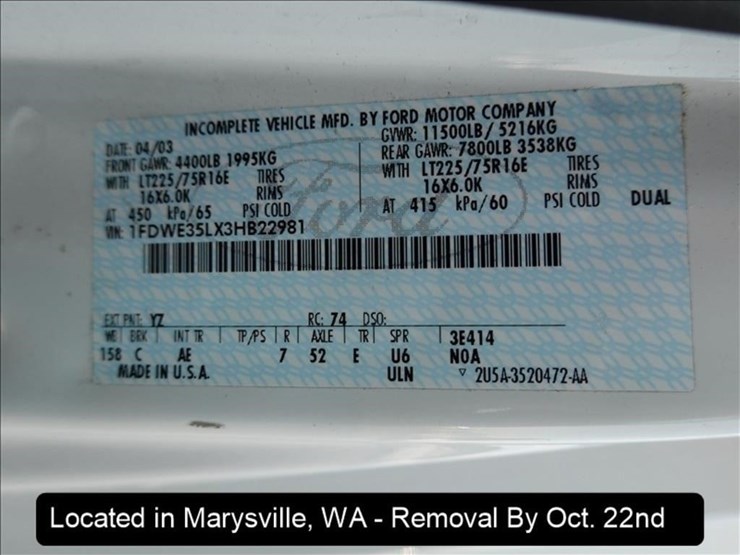 INCOMPLETE VEHICLE MFD. BY FORD MOTOR COMPANY
DATE: 04/03 GVWR: 11500LB/ 5216KG
FRONT GAWR: 4400LB 1995KG REAR GAWR: 7800LB 3538KG
WITH LT225/75R16E TIRES WITH LT225/75R16E TIRES
16X6.0K RIMS 16X6.0K RIMS
AT 450 kPa/65 PSI COLD AT 415 kPa/60 PSI COLD DUAL
VIN: 1FDWE35LX3HB22981
Ford
EXT PNT: YZ RC: 74 DSO:
WB BRK INT TR TP/PS R AXLE TR SPR 3E414
158 C AE 7 52 E U6 NOA
MADE IN U.S.A. ULN ▽ 2U5A-3520472-AA
Located in Marysville, WA - Removal By Oct. 22nd